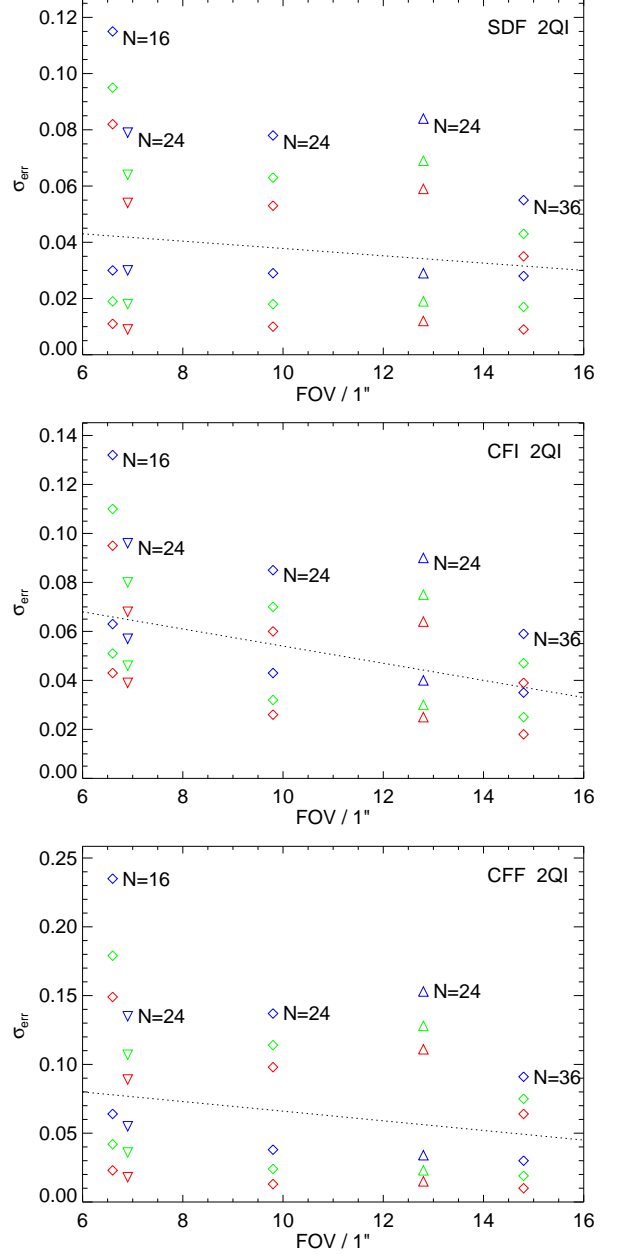 0.12
SDF 2QI
N=16
0.10
0.08
N=24
N=24
N=24
σerr
0.06
N=36
0.04
0.02
0.00
6 8 10 12 14 16
FOV / 1"
0.14
CFI 2QI
N=16
0.12
0.10
N=24
N=24
N=24
0.08
σerr
0.06
N=36
0.04
0.02
0.00
6 8 10 12 14 16
FOV / 1"
0.25
CFF 2QI
N=16
0.20
0.15
N=24
N=24
N=24
σerr
0.10
N=36
0.05
0.00
6 8 10 12 14 16
FOV / 1"